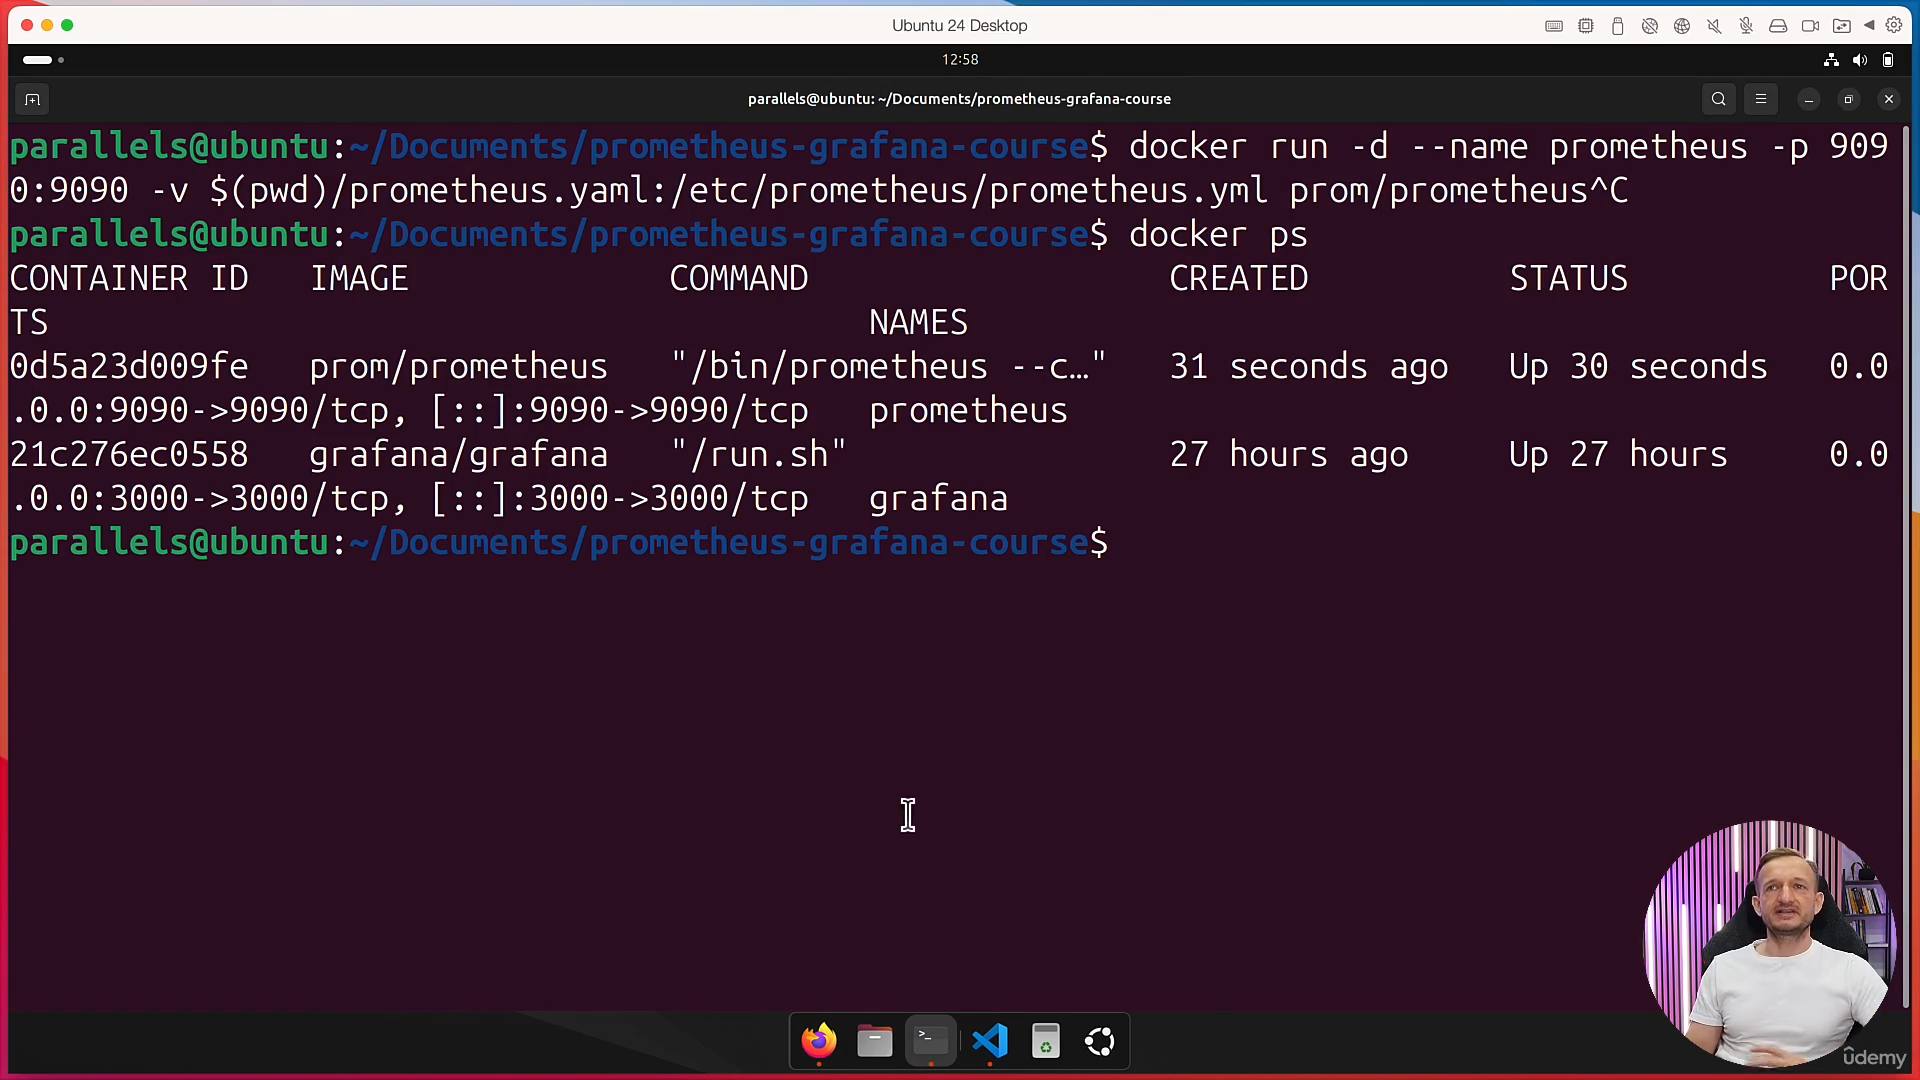 Ubuntu 24 Desktop
12:58
parallels@ubuntu: ~/Documents/prometheus-grafana-course
parallels@ubuntu:~/Documents/prometheus-grafana-course$ docker run -d --name prometheus -p 909
0:9090 -v $(pwd)/prometheus.yaml:/etc/prometheus/prometheus.yml prom/prometheus^C
parallels@ubuntu:~/Documents/prometheus-grafana-course$ docker ps
CONTAINER ID   IMAGE             COMMAND                  CREATED          STATUS          POR
TS                                         NAMES
0d5a23d009fe   prom/prometheus   "/bin/prometheus --c…"   31 seconds ago   Up 30 seconds   0.0
.0.0:9090->9090/tcp, [::]:9090->9090/tcp   prometheus
21c276ec0558   grafana/grafana   "/run.sh"                27 hours ago     Up 27 hours     0.0
.0.0:3000->3000/tcp, [::]:3000->3000/tcp   grafana
parallels@ubuntu:~/Documents/prometheus-grafana-course$
udemy